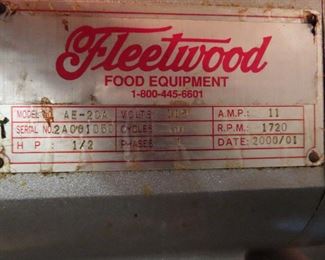 Fleetwood
FOOD EQUIPMENT
1-800-445-6601
MODEL NO. AE-20A VOLTS A.M.P.: 11
SERIAL NO. CYCLES R.P.M.: 1720
H P : 1/2 PHASES DATE: 2000/01